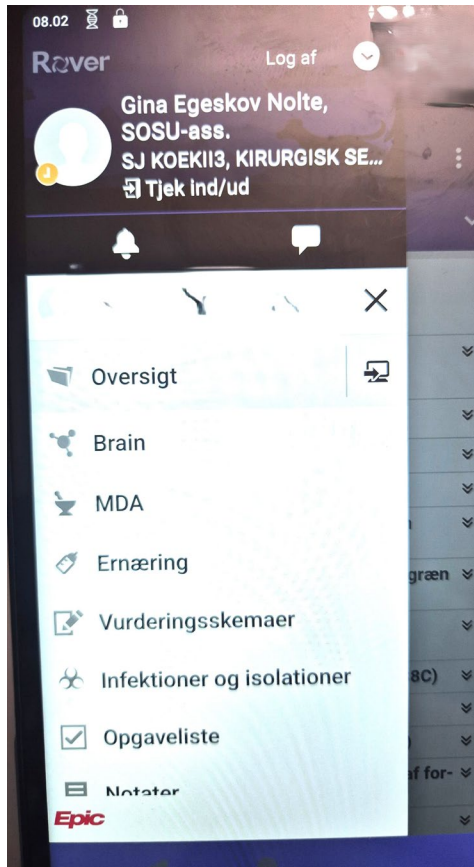 08.02
Rover
Log af
Gina Egeskov Nolte,
SOSU-ass.
SJ KOEKII3, KIRURGISK SE...
Tjek ind/ud
Oversigt
Brain
MDA
Ernæring
græn
Vurderingsskemaer
Infektioner og isolationer
8C)
Opgaveliste
af for-
Notater
Epic